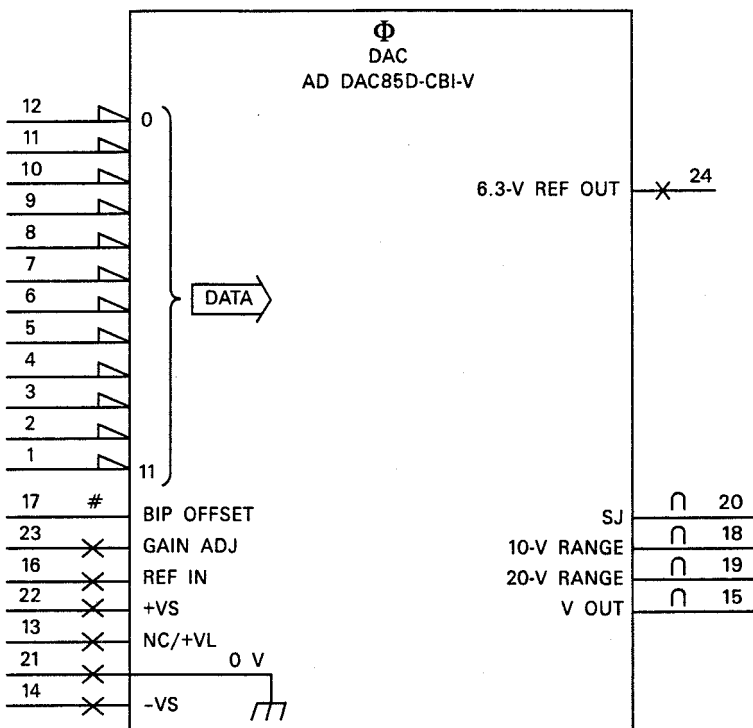 Φ
DAC
AD DAC85D-CBI-V
12
0
11
10
9
8
7
6
5
4
3
2
1
11
DATA
6.3-V REF OUT 24
17 # BIP OFFSET
23 GAIN ADJ
16 REF IN
22 +VS
13 NC/+VL
21 0 V
14 -VS
SJ ∩ 20
10-V RANGE ∩ 18
20-V RANGE ∩ 19
V OUT ∩ 15